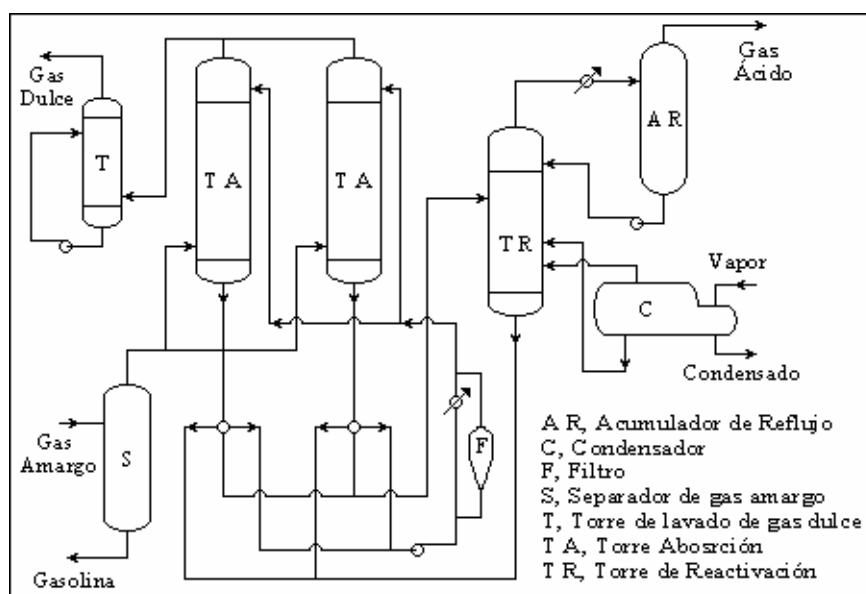 Gas
Dulce
T
T A
T A
A R
Gas
Ácido
T R
Vapor
C
Condensado
Gas
Amargo
S
F
Gasolina
A R, Acumulador de Reflujo
C, Condensador
F, Filtro
S, Separador de gas amargo
T, Torre de lavado de gas dulce
T A, Torre Abosrción
T R, Torre de Reactivación